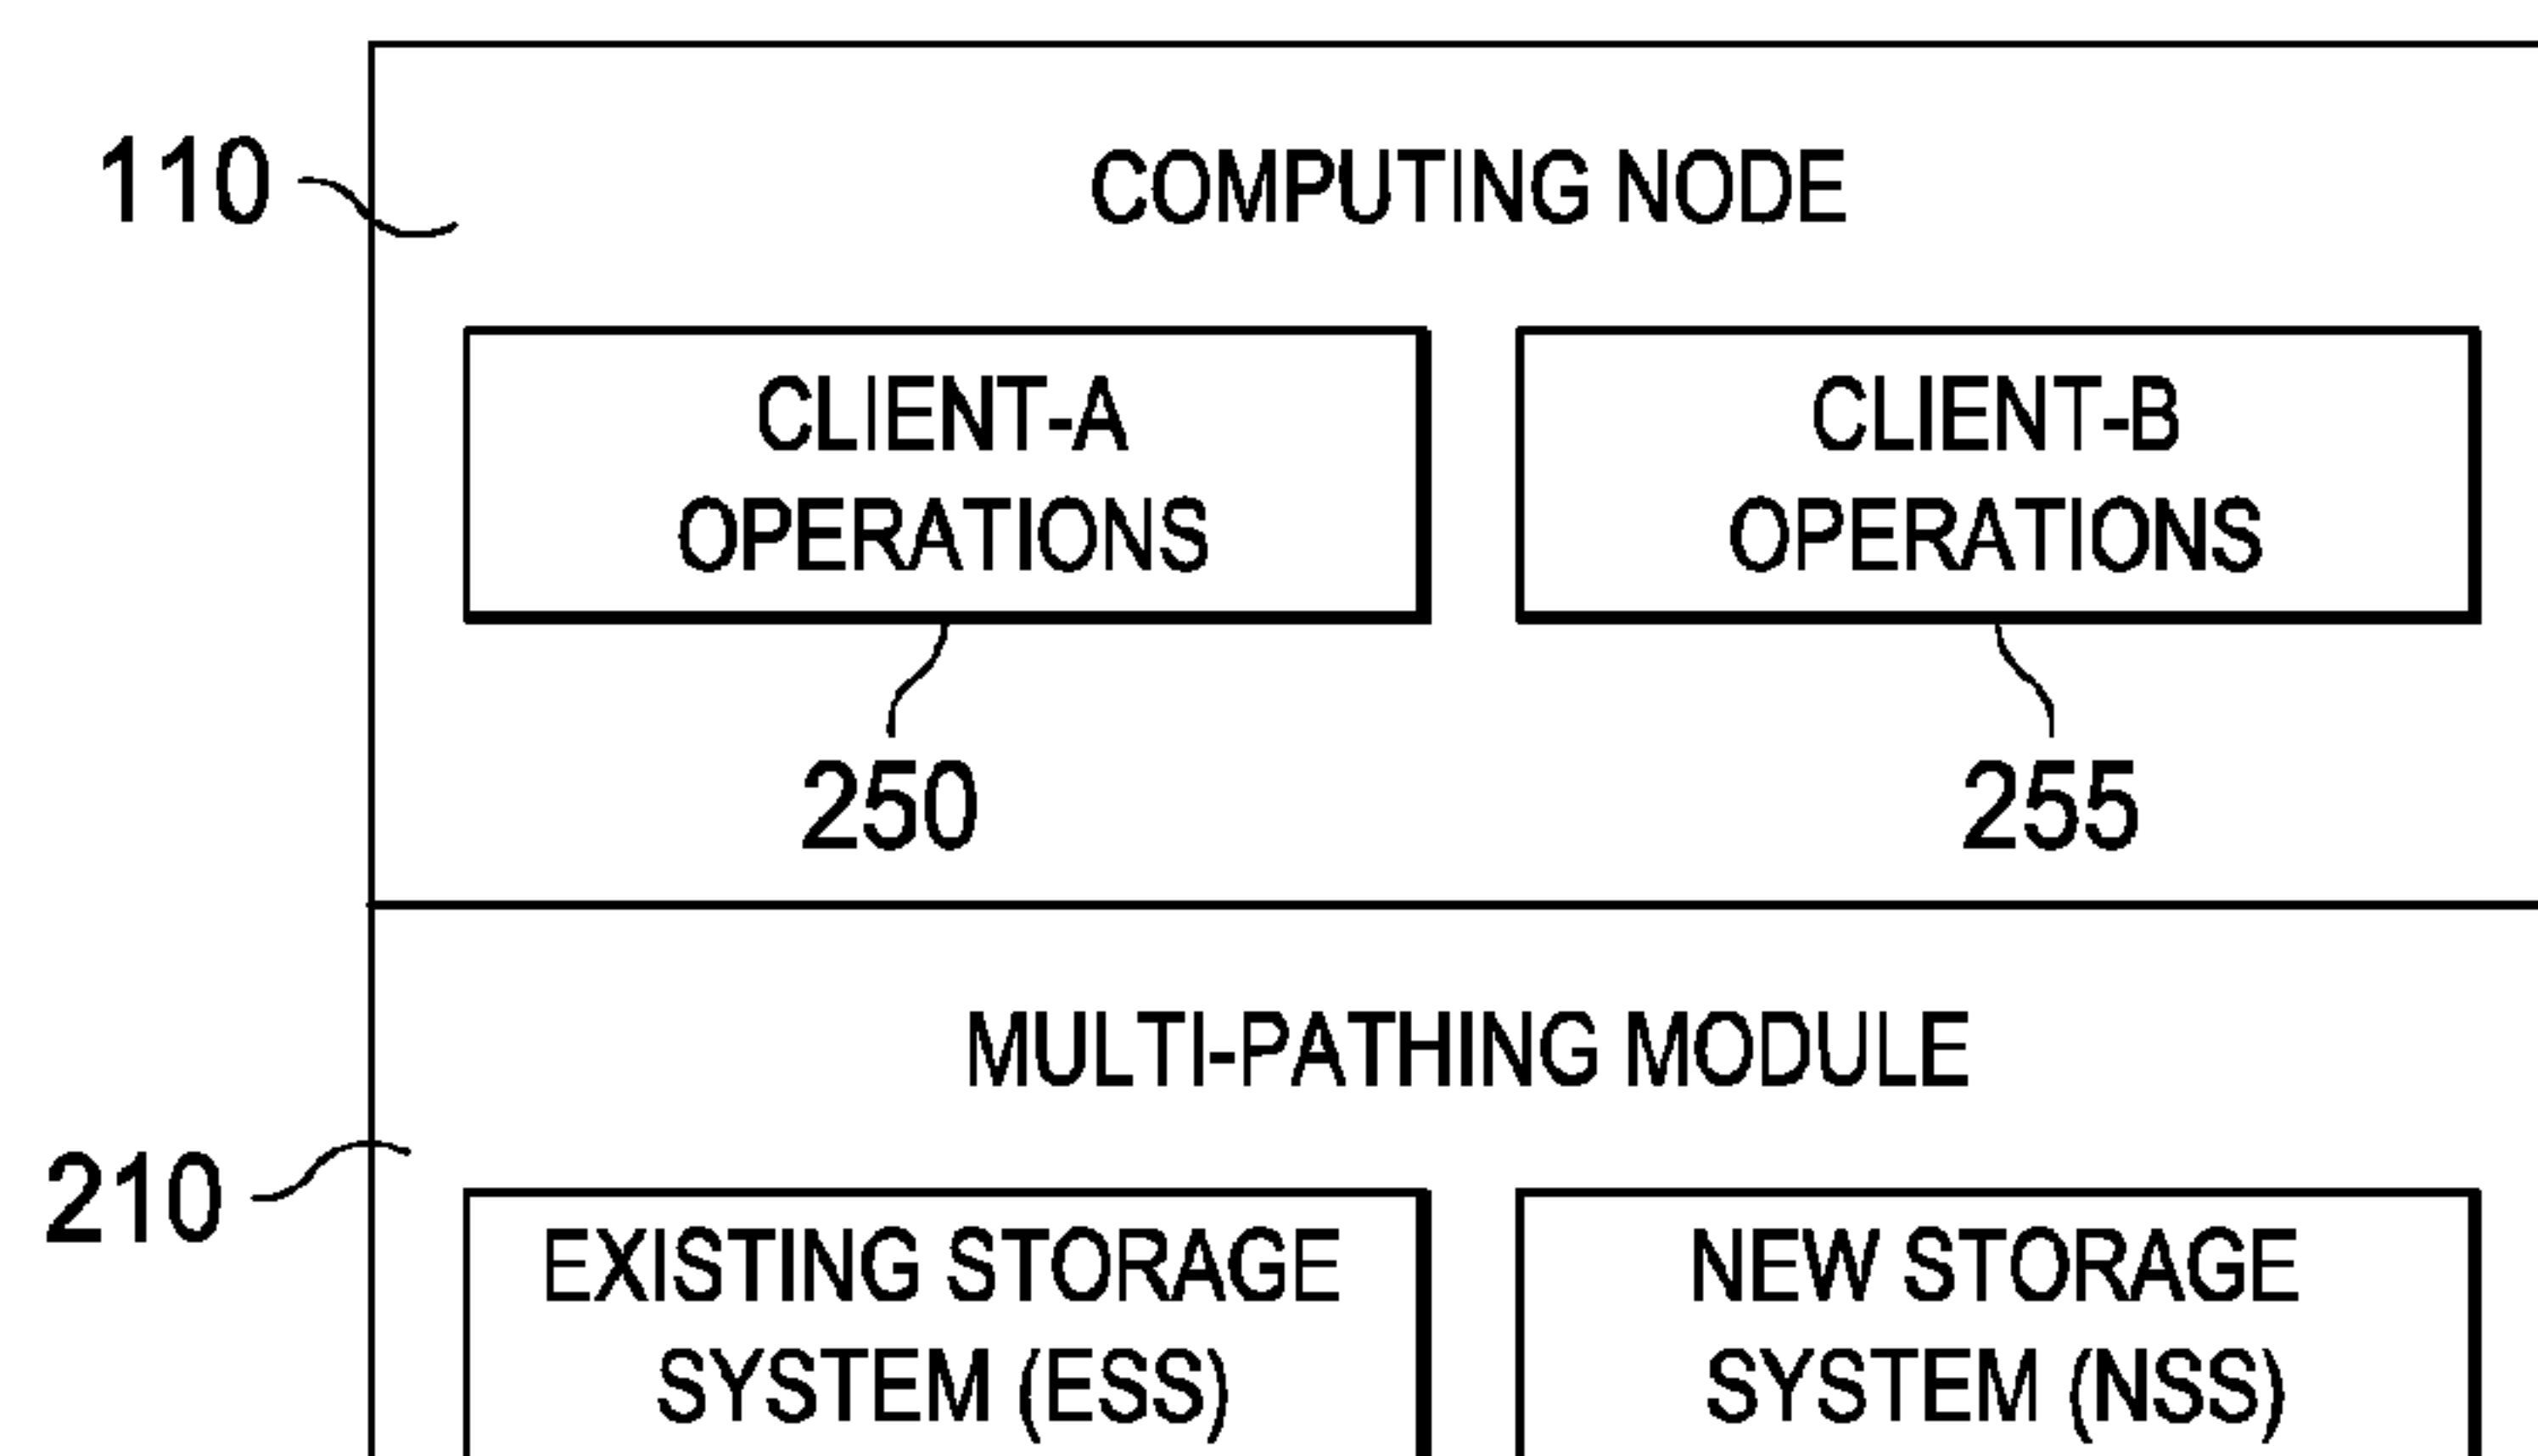 110
COMPUTING NODE
CLIENT-A
OPERATIONS
CLIENT-B
OPERATIONS
250
255
MULTI-PATHING MODULE
210
EXISTING STORAGE
SYSTEM (ESS)
NEW STORAGE
SYSTEM (NSS)